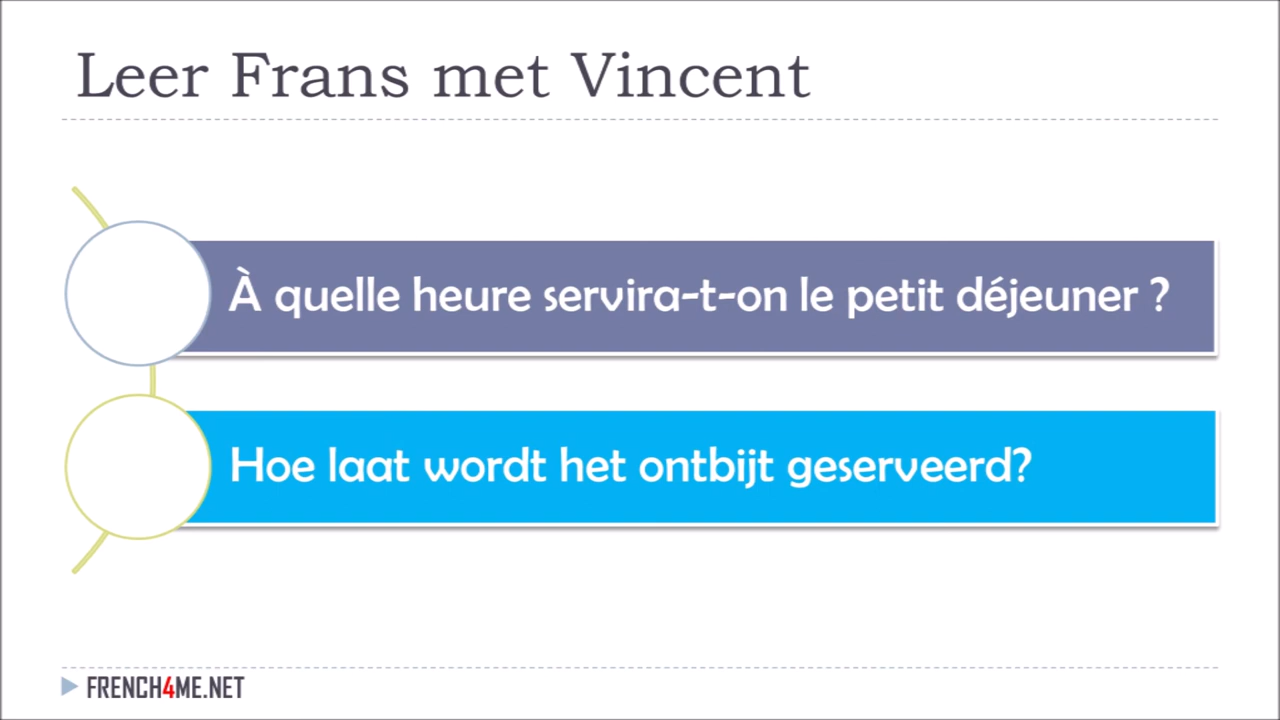 Leer Frans met Vincent
À quelle heure servira-t-on le petit déjeuner ?
Hoe laat wordt het ontbijt geserveerd?
FRENCH4ME.NET